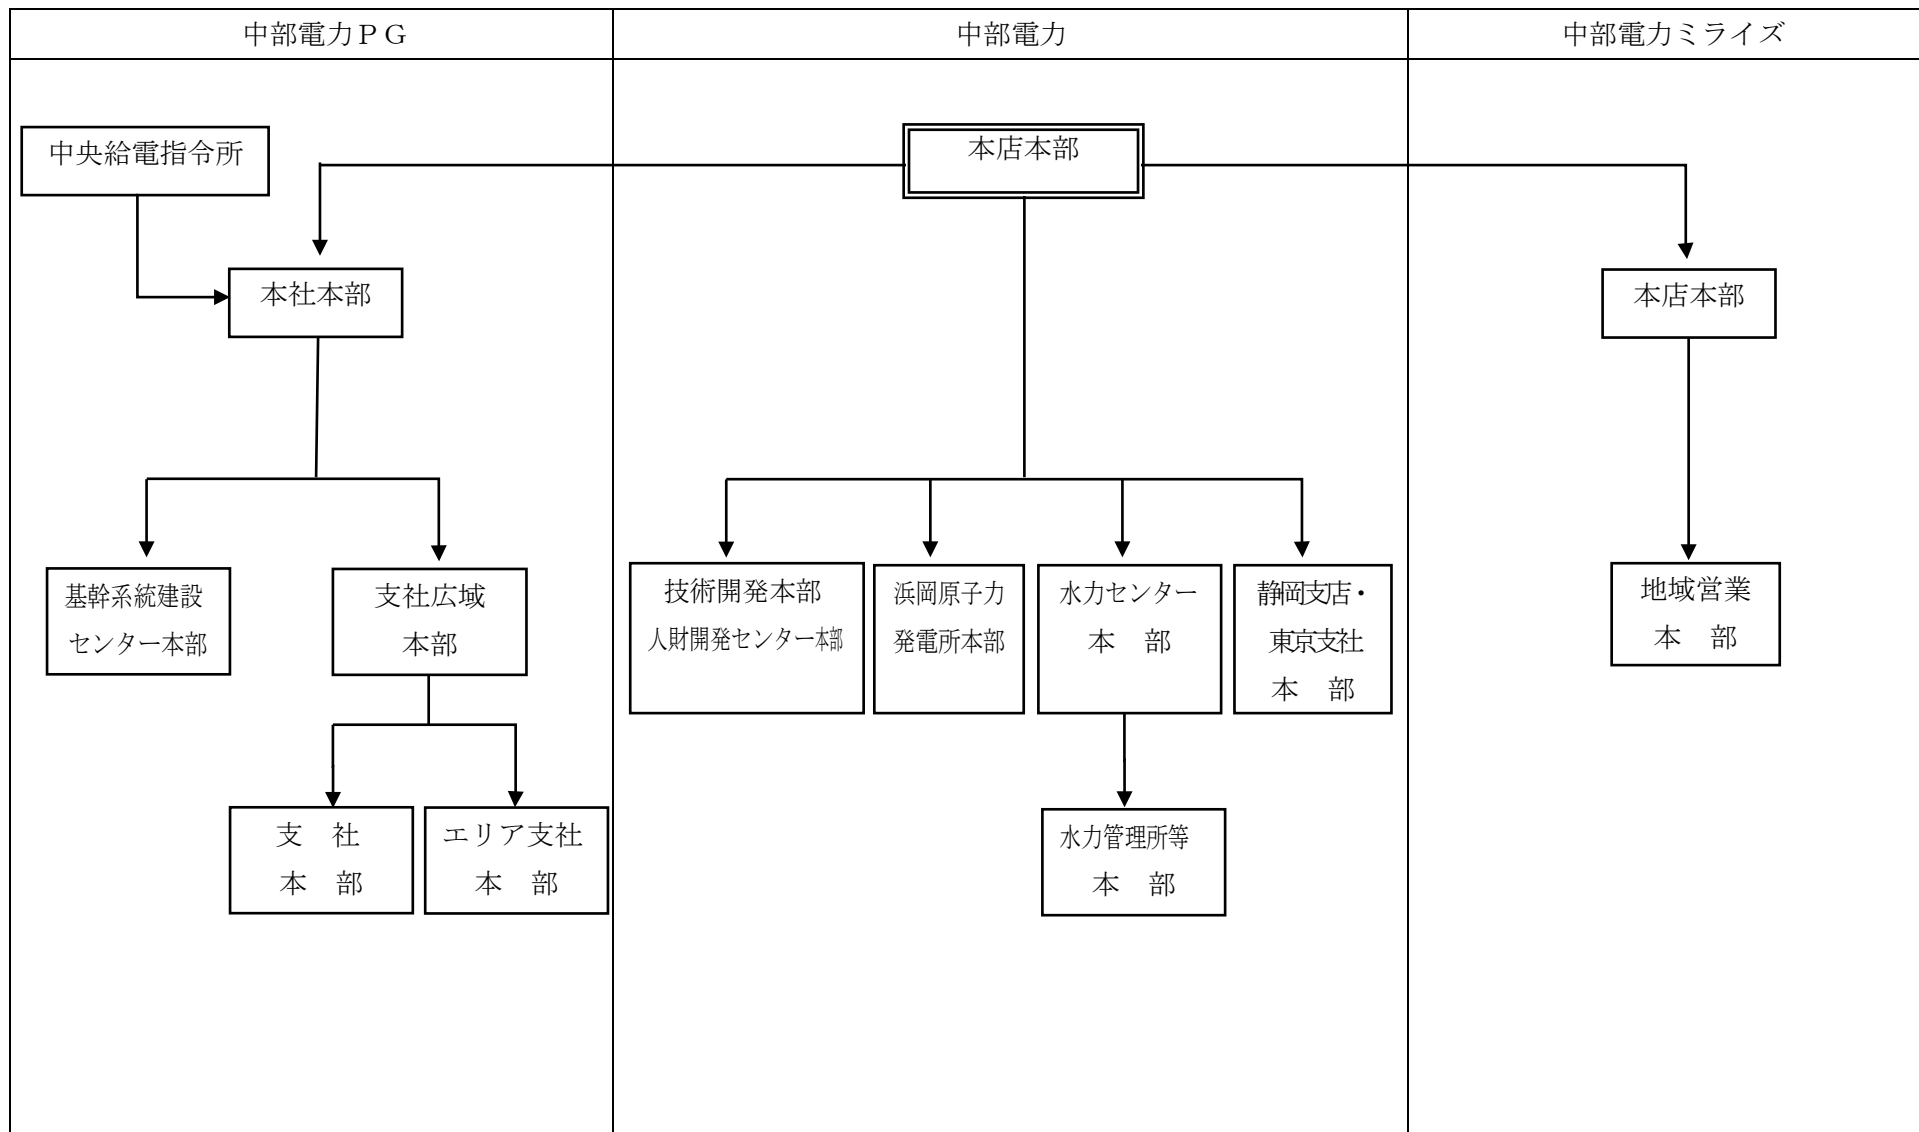 中部電力ＰＧ
中部電力
中部電力ミライズ
中央給電指令所
本店本部
本社本部
本店本部
基幹系統建設
センター本部
支社広域
本部
技術開発本部
人財開発センター本部
浜岡原子力
発電所本部
水力センター
本　部
静岡支店・
東京支社
本　部
地域営業
本　部
支　社
本　部
エリア支社
本　部
水力管理所等
本　部